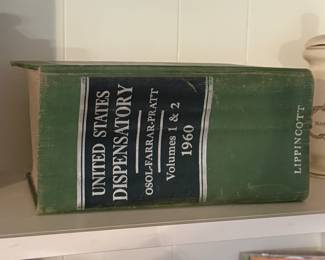 UNITED STATES
DISPENSATORY
OSOL-FARRAR-PRATT
Volumes 1 & 2
1960
LIPPINCOTT